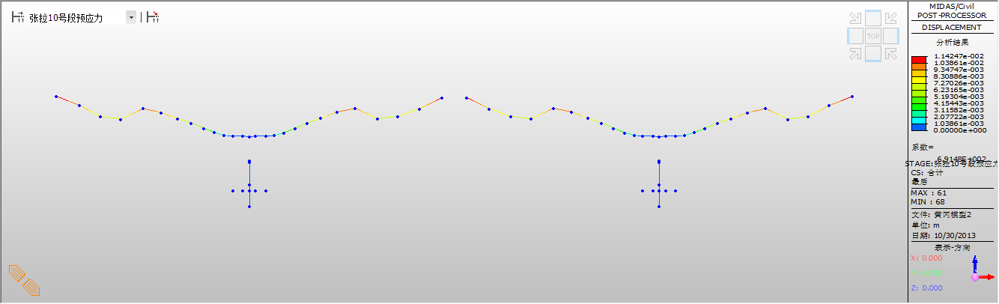 张拉10号段预应力
TOP
MIDAS/Civil
POST-PROCESSOR
DISPLACEMENT
分析结果
1.14247e-002
1.03861e-002
9.34747e-003
8.30886e-003
7.27026e-003
6.23165e-003
5.19304e-003
4.15443e-003
3.11582e-003
2.07722e-003
1.03861e-003
0.00000e+000
系数=
6.9148E+002
STAGE:张拉10号段预应力
CS: 合计
最后
MAX : 61
MIN : 68
文件: 黄冈模型2
单位: m
日期: 10/30/2013
表示-方向
X: 0.000
Z: 0.000